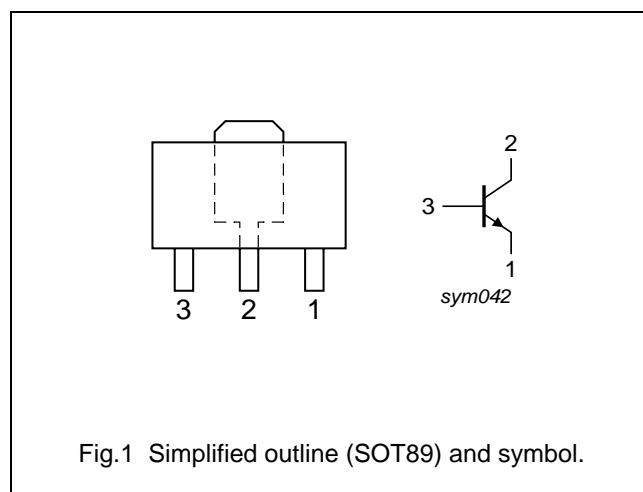 2
3
1
sym042
3 2 1
Fig.1 Simplified outline (SOT89) and symbol.